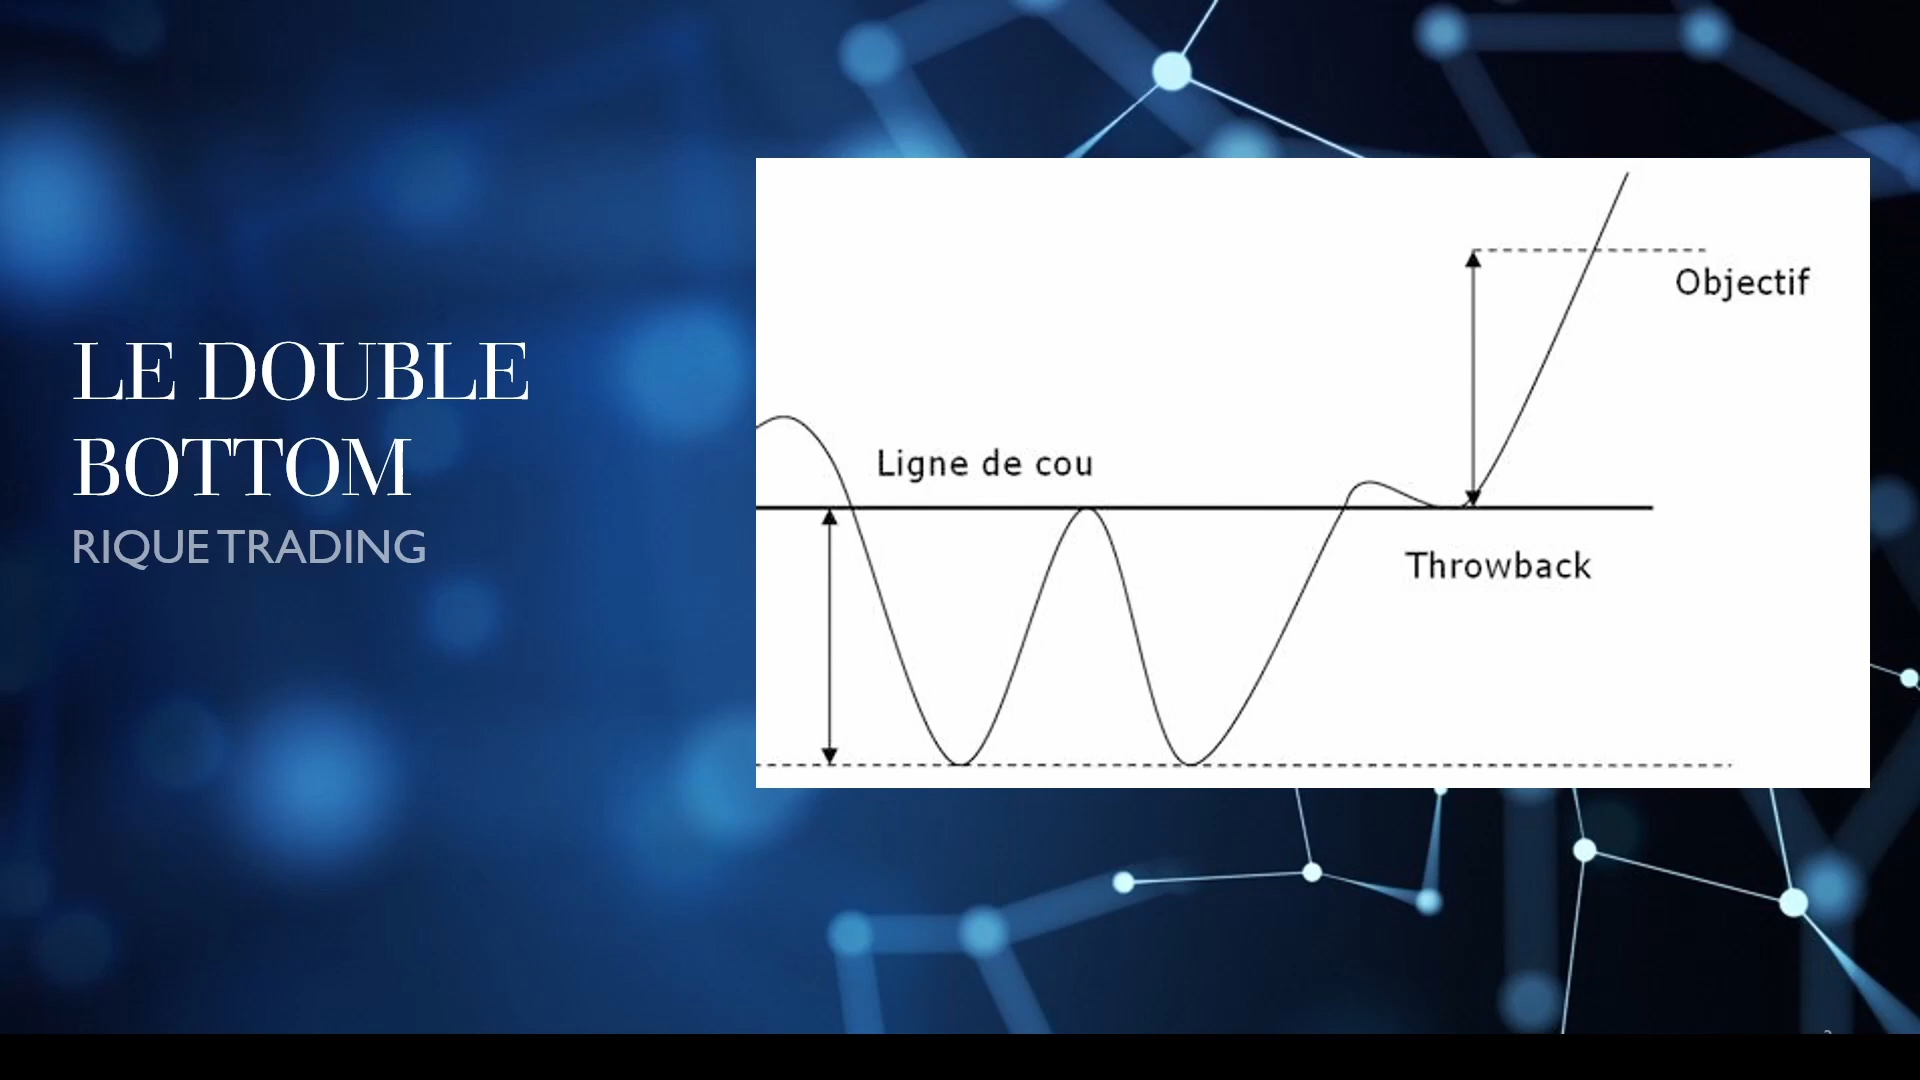 LE DOUBLE
BOTTOM
RIQUE TRADING
Objectif
Ligne de cou
Throwback